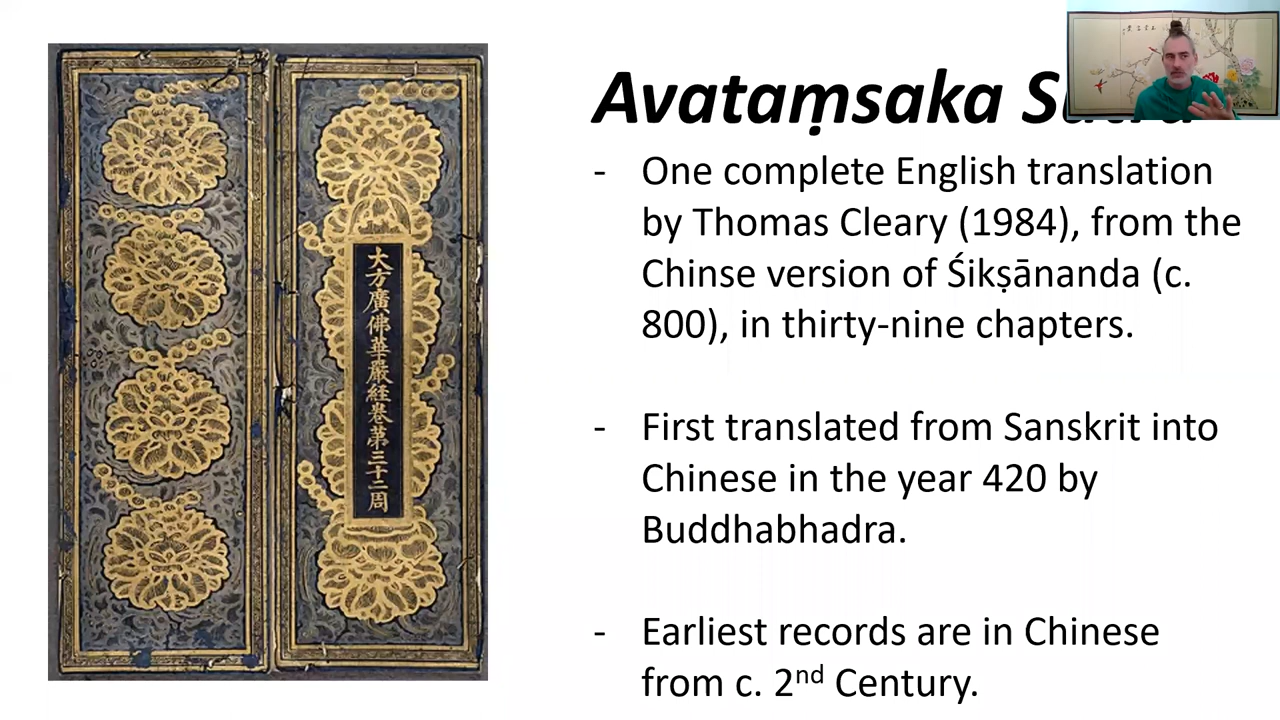 Avataṃsaka
- One complete English translation
by Thomas Cleary (1984), from the
Chinse version of Śikṣānanda (c.
800), in thirty-nine chapters.
- First translated from Sanskrit into
Chinese in the year 420 by
Buddhabhadra.
- Earliest records are in Chinese
from c. 2nd Century.
大方廣佛華嚴經卷第三十二周